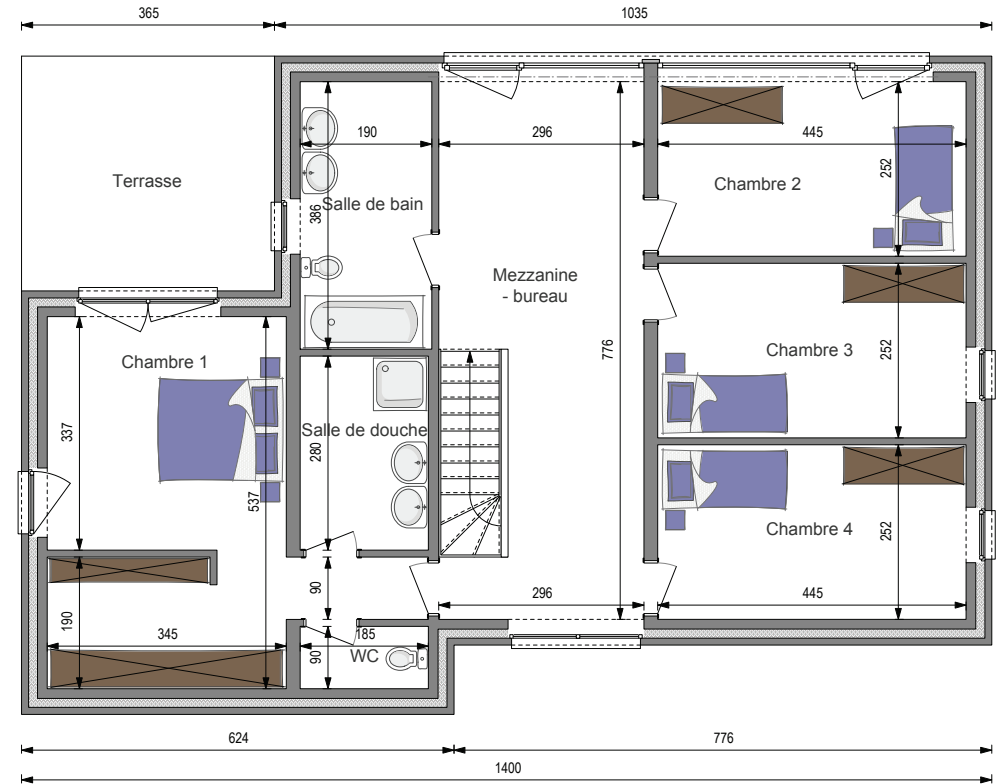 365
1035
190
296
445
Terrasse
Chambre 2
252
386
Salle de bain
Mezzanine
- bureau
776
Chambre 1
Chambre 3
252
337
Salle de douche
280
537
Chambre 4
252
90
296
445
190
345
185
90
WC
624
776
1400